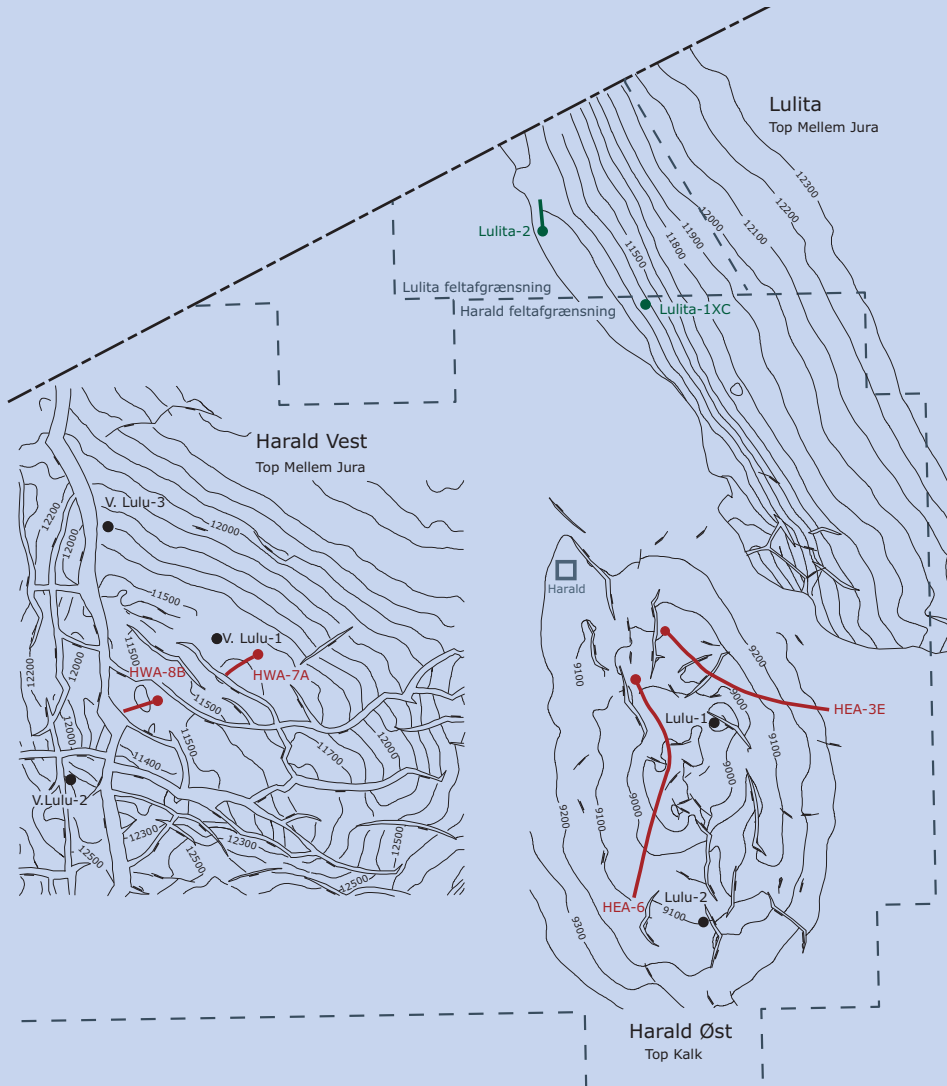 Lulita
Top Mellem Jura
12300
12200
12100
12000
11900
11800
11500
Lulita-2
Lulita feltafgrænsning
Harald feltafgrænsning
Lulita-1XC
Harald Vest
Top Mellem Jura
V. Lulu-3
12200
12000
12000
11500
V. Lulu-1
11500
HWA-8B
HWA-7A
12200
12000
11500
12000
11500
11400
11700
12000
V.Lulu-2
12300
12300
12500
12500
12500
12500
Harald
9100
9200
9000
HEA-3E
Lulu-1
9100
9000
9000
9100
9200
HEA-6
Lulu-2
9100
9300
Harald Øst
Top Kalk